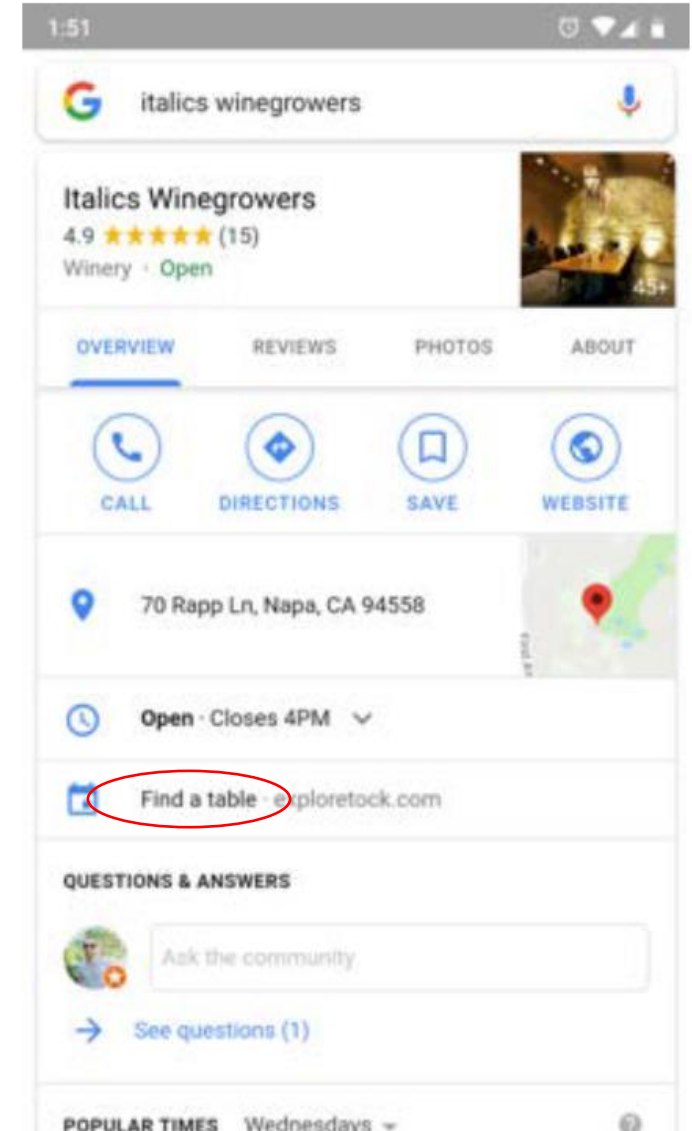 1:51
G italics winegrowers
Italics Winegrowers
4.9 ★★★★★ (15)
Winery · Open
45+
OVERVIEW REVIEWS PHOTOS ABOUT
CALL DIRECTIONS SAVE WEBSITE
70 Rapp Ln, Napa, CA 94558
Open · Closes 4PM
Find a table · exploretock.com
QUESTIONS & ANSWERS
Ask the community
See questions (1)
POPULAR TIMES Wednesdays